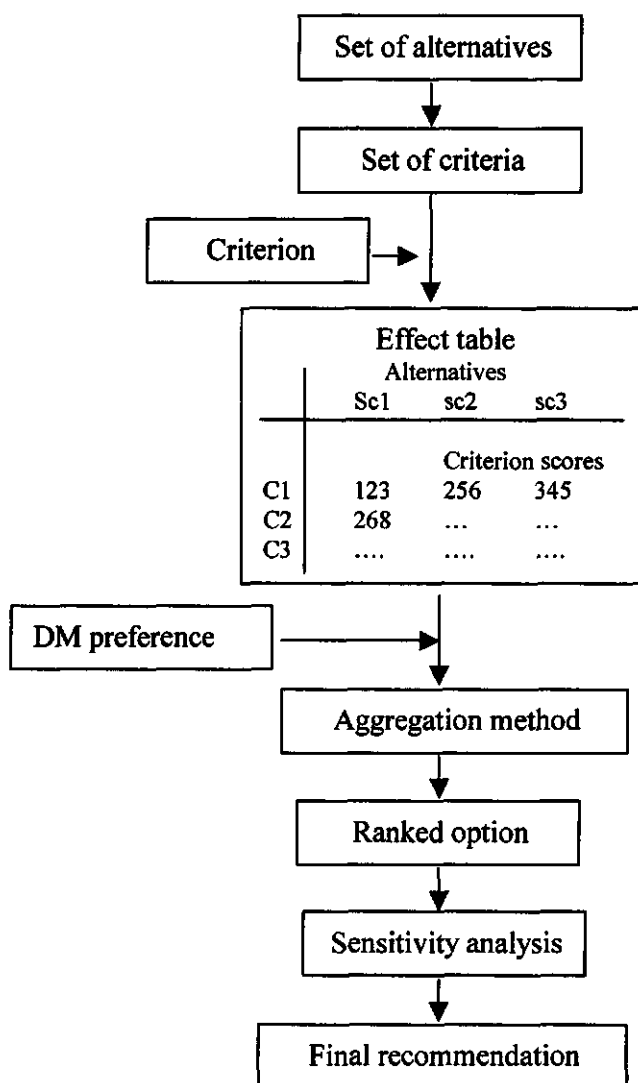 Set of alternatives
Set of criteria
Criterion
Effect table
Alternatives
Sc1 sc2 sc3
Criterion scores
C1 123 256 345
C2 268 ... ...
C3 .... .... ....
DM preference
Aggregation method
Ranked option
Sensitivity analysis
Final recommendation